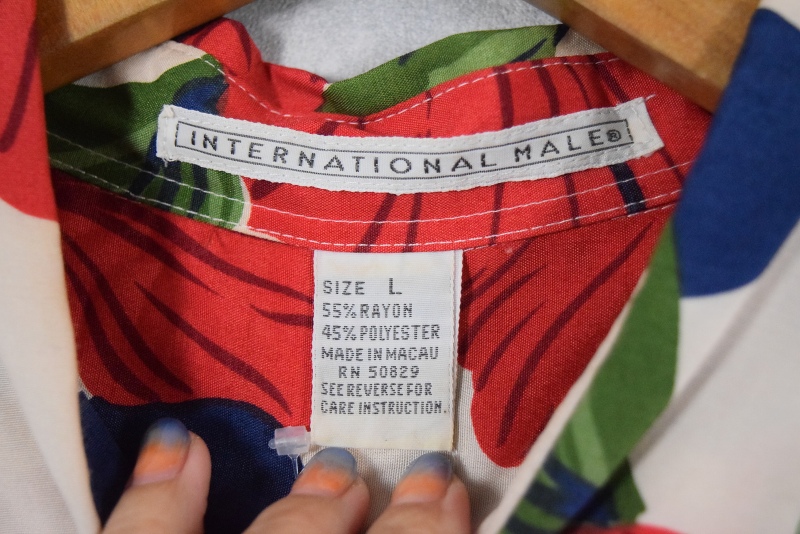 INTERNATIONAL MALE®
SIZE L
55% RAYON
45% POLYESTER
MADE IN MACAU
RN 50829
SEE REVERSE FOR
CARE INSTRUCTION.